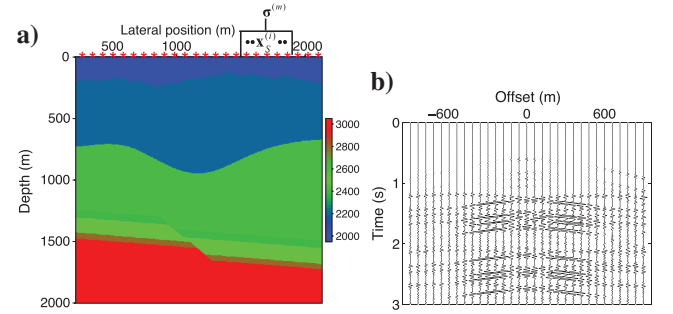 σ(m)
a) Lateral position (m) ••x_S^(i)••
500 1000 2000
0
500
1000
1500
2000
Depth (m)
3000
2800
2600
2400
2200
2000
b)
Offset (m)
−600 0 600
0
1
2
3
Time (s)